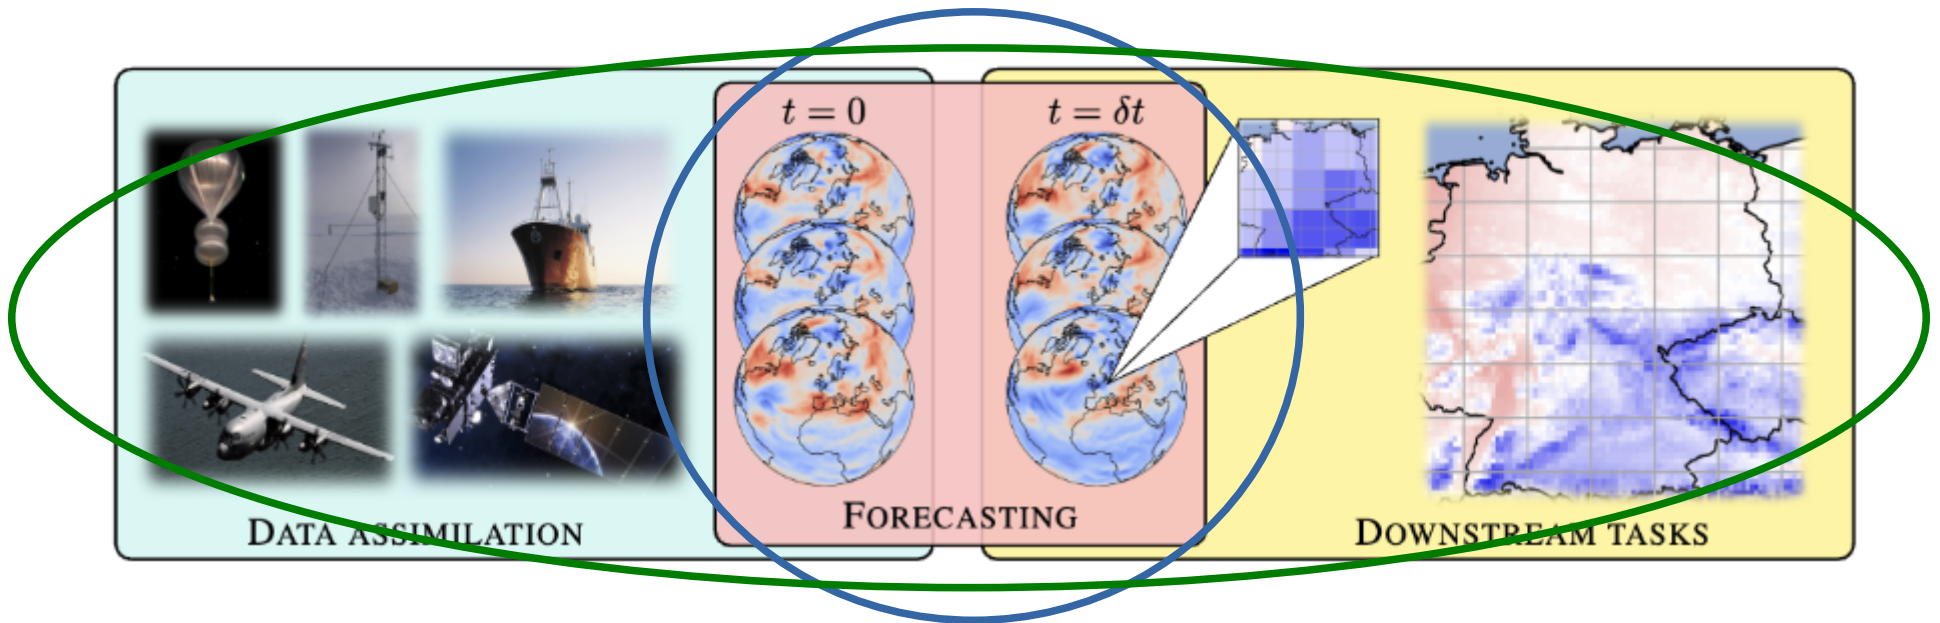 t = 0
t = δt
DATA ASSIMILATION
FORECASTING
DOWNSTREAM TASKS